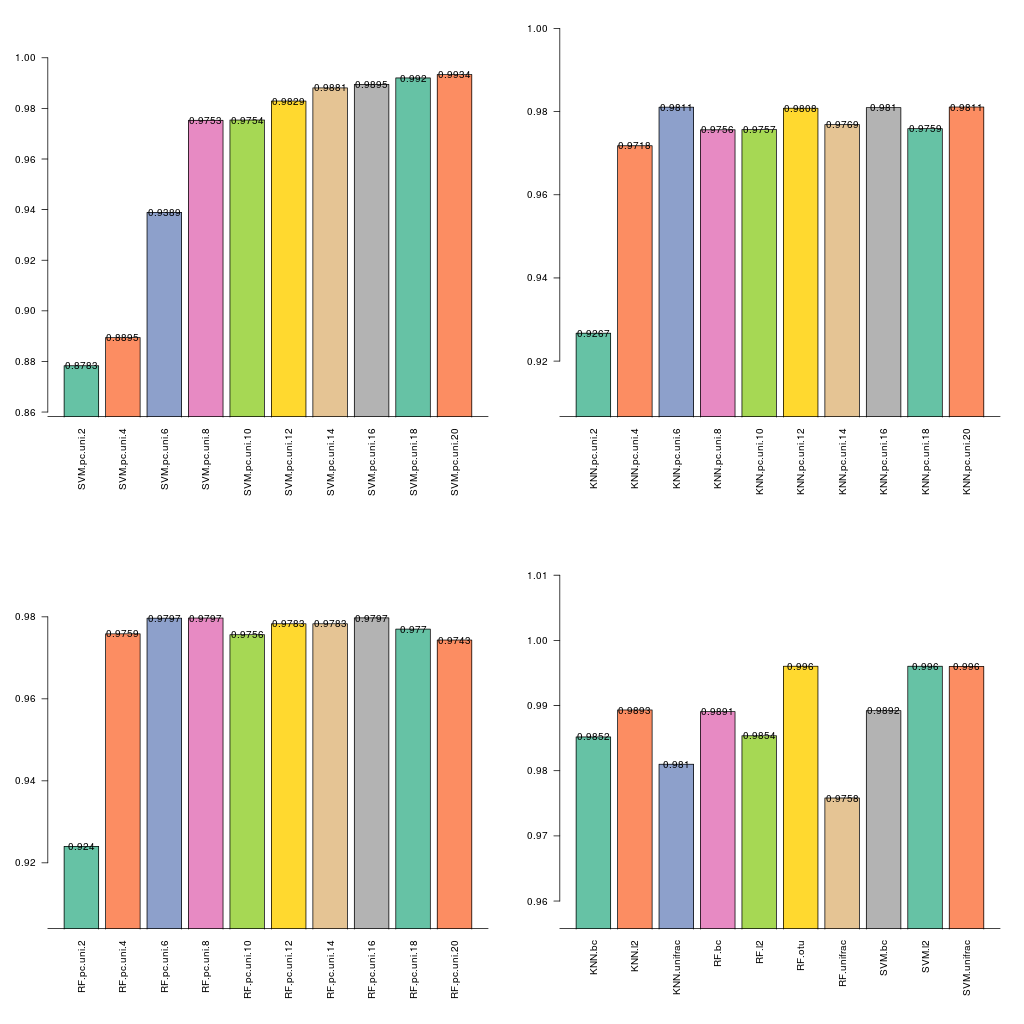 1.00
0.98
0.96
0.94
0.92
0.90
0.88
0.86
0.8783
0.8895
0.9389
0.9753
0.9754
0.9829
0.9881
0.9895
0.992
0.9934
SVM.pc.uni.2
SVM.pc.uni.4
SVM.pc.uni.6
SVM.pc.uni.8
SVM.pc.uni.10
SVM.pc.uni.12
SVM.pc.uni.14
SVM.pc.uni.16
SVM.pc.uni.18
SVM.pc.uni.20
1.00
0.98
0.96
0.94
0.92
0.9267
0.9718
0.9811
0.9756
0.9757
0.9808
0.9769
0.981
0.9759
0.9811
KNN.pc.uni.2
KNN.pc.uni.4
KNN.pc.uni.6
KNN.pc.uni.8
KNN.pc.uni.10
KNN.pc.uni.12
KNN.pc.uni.14
KNN.pc.uni.16
KNN.pc.uni.18
KNN.pc.uni.20
0.98
0.96
0.94
0.92
0.924
0.9759
0.9797
0.9797
0.9756
0.9783
0.9783
0.9797
0.977
0.9743
RF.pc.uni.2
RF.pc.uni.4
RF.pc.uni.6
RF.pc.uni.8
RF.pc.uni.10
RF.pc.uni.12
RF.pc.uni.14
RF.pc.uni.16
RF.pc.uni.18
RF.pc.uni.20
1.01
1.00
0.99
0.98
0.97
0.96
0.9852
0.9893
0.981
0.9891
0.9854
0.996
0.9758
0.9892
0.996
0.996
KNN.bc
KNN.l2
KNN.unifrac
RF.bc
RF.l2
RF.otu
RF.unifrac
SVM.bc
SVM.l2
SVM.unifrac